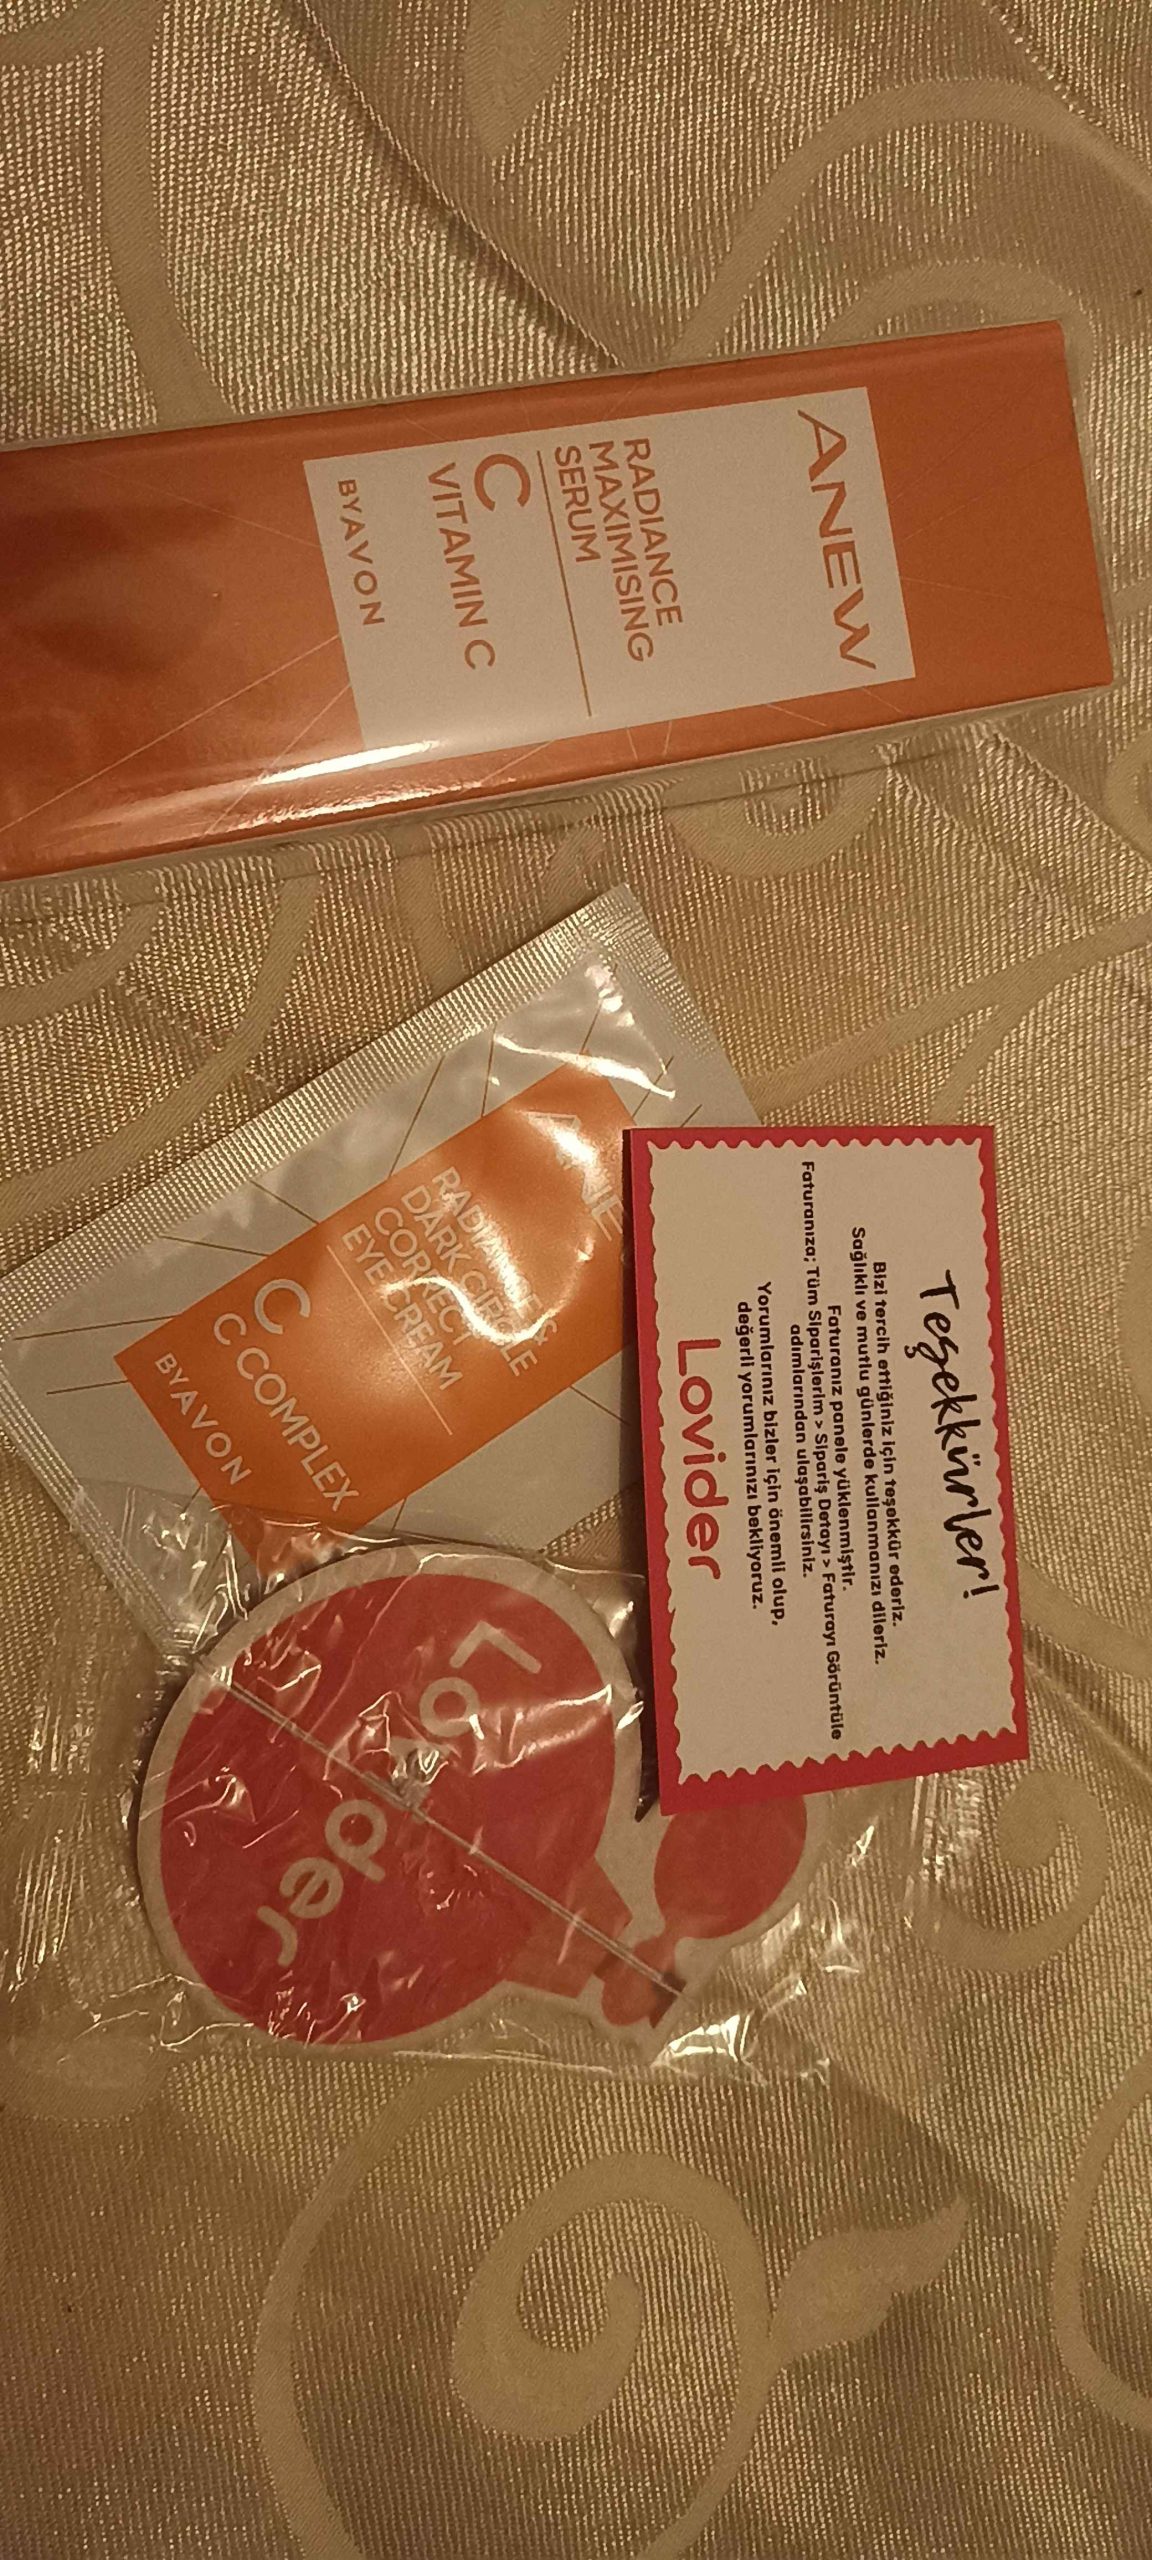 ANEW
RADIANCE
MAXIMISING
SERUM
C
VITAMIN C
BY AVON
RADIANCE &
DARK CIRCLE
CORRECT
EYE CREAM
C
C COMPLEX
BY AVON
Teşekkürler!
Bizi tercih ettiğiniz için teşekkür ederiz.
Sağlıklı ve mutlu günlerde kullanmanızı dileriz.
Faturanız panele yüklenmiştir.
Faturanıza; Tüm Siparişlerim > Sipariş Detayı > Faturayı Görüntüle
adımlarından ulaşabilirsiniz.
Yorumlarınız bizler için önemli olup,
değerli yorumlarınızı bekliyoruz.
Lovider
Lovider